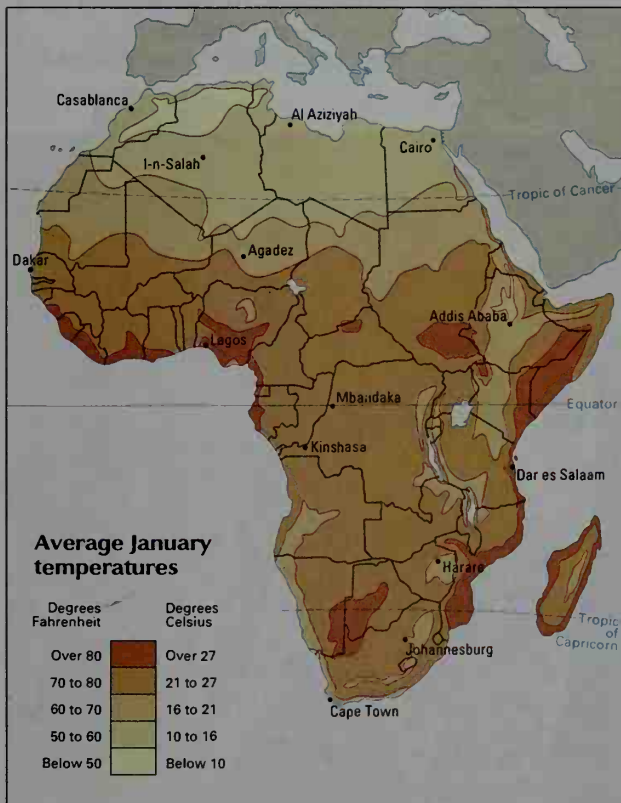 Casablanca
Al Aziziyah
Cairo
I-n-Salah
Tropic of Cancer
Agadez
Dakar
Addis Ababa
Lagos
Mbandaka
Equator
Kinshasa
Dar es Salaam
Average January
temperatures
Harare
Degrees
Fahrenheit
Degrees
Celsius
Tropic
of
Capricorn
Over 80 Over 27
Johannesburg
70 to 80 21 to 27
60 to 70 16 to 21
Cape Town
50 to 60 10 to 16
Below 50 Below 10